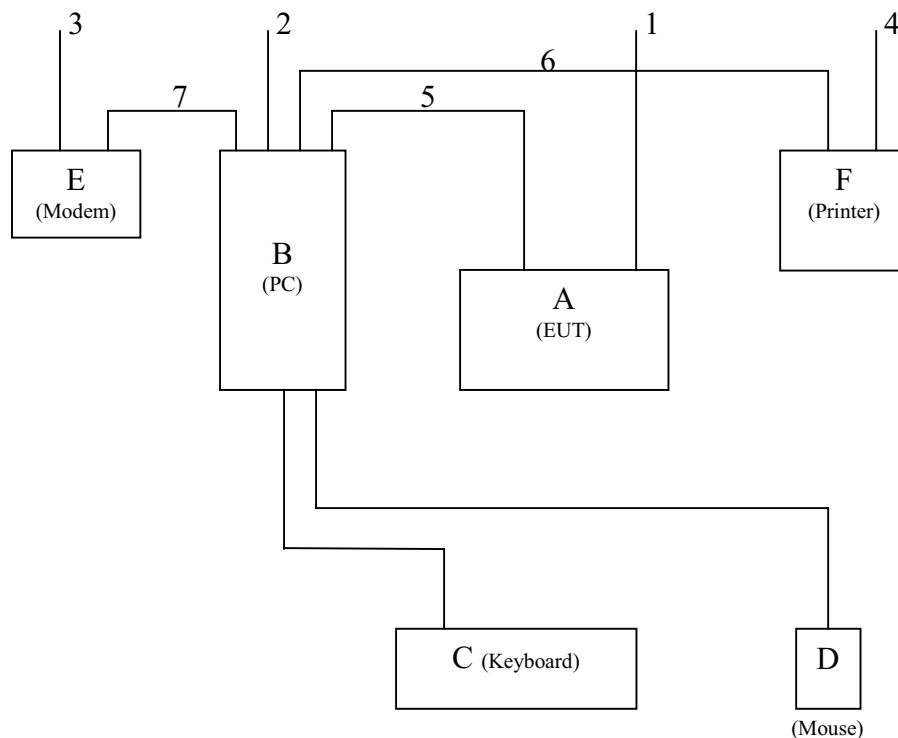 3
2
1
4
6
7
5
E
(Modem)
F
(Printer)
B
(PC)
A
(EUT)
C (Keyboard)
D
(Mouse)